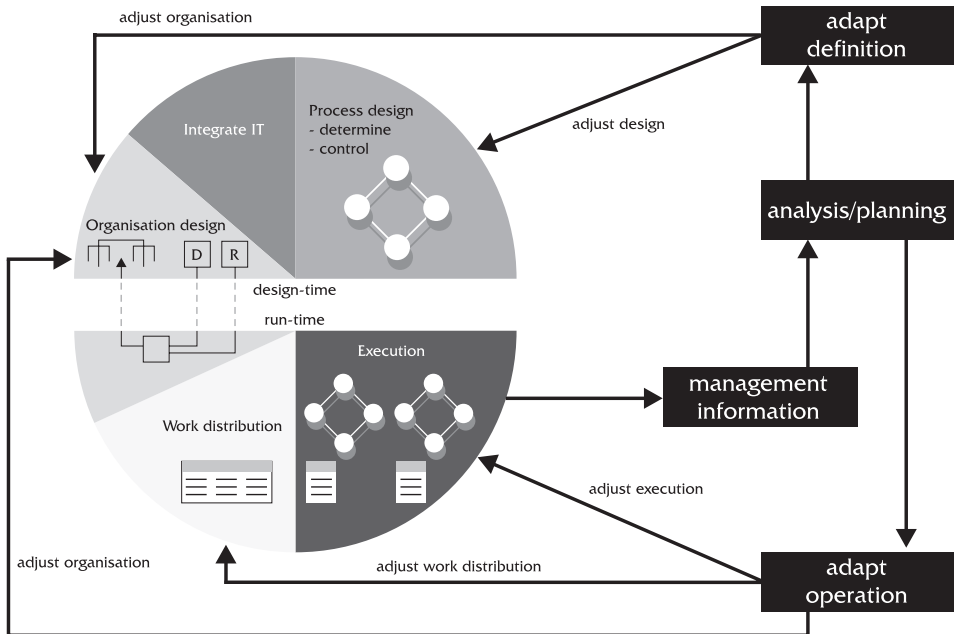 adjust organisation
adapt
definition
Integrate IT
Process design
- determine
- control
adjust design
analysis/planning
Organisation design
D
R
design-time
run-time
Execution
management
information
Work distribution
adjust execution
adjust organisation
adjust work distribution
adapt
operation